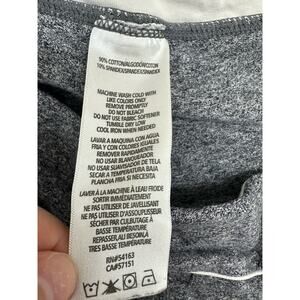 90% COTTON/ALGODÓN/COTON
10% SPANDEX/SPANDEX/SPANDEX
MACHINE WASH COLD WITH
LIKE COLORS ONLY
REMOVE PROMPTLY
DO NOT BLEACH
DO NOT USE FABRIC SOFTENER
TUMBLE DRY LOW
COOL IRON WHEN NEEDED
LAVAR A MAQUINA CON AGUA
FRIA Y CON COLORES IGUALES
REMOVER RAPIDAMENTE
NO USAR BLANQUEADOR
NO USAR SUAVISADOR DE TELA
SECAR A TEMPERATURA BAJA
PLANCHA FRIA SI NECESITA
LAVER À LA MACHINE À L'EAU FROIDE
SORTIR IMMÉDIATEMENT
NE PAS UTILISER DE JAVELLISANT
NE PAS UTILISER D'ASSOUPLISSEUR
SÉCHER PAR CULBUTAGE À
BASSE TEMPÉRATURE
REPASSER,AU BESOIN À
TRÈS BASSE TEMPÉRATURE
RN#54163
CA#57151